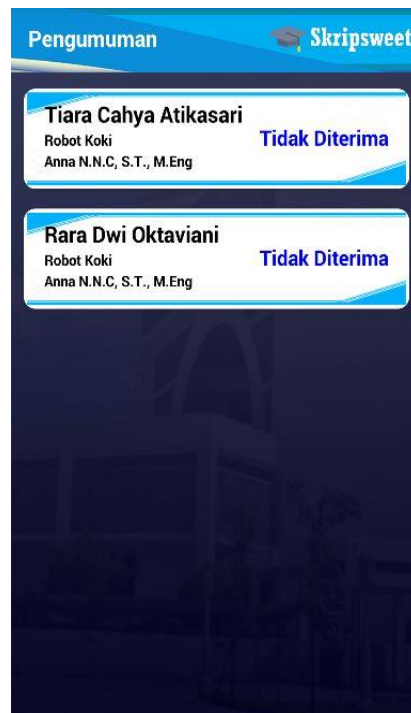 Pengumuman
Skripsweet
Tiara Cahya Atikasari
Robot Koki
Tidak Diterima
Anna N.N.C, S.T., M.Eng
Rara Dwi Oktaviani
Robot Koki
Tidak Diterima
Anna N.N.C, S.T., M.Eng